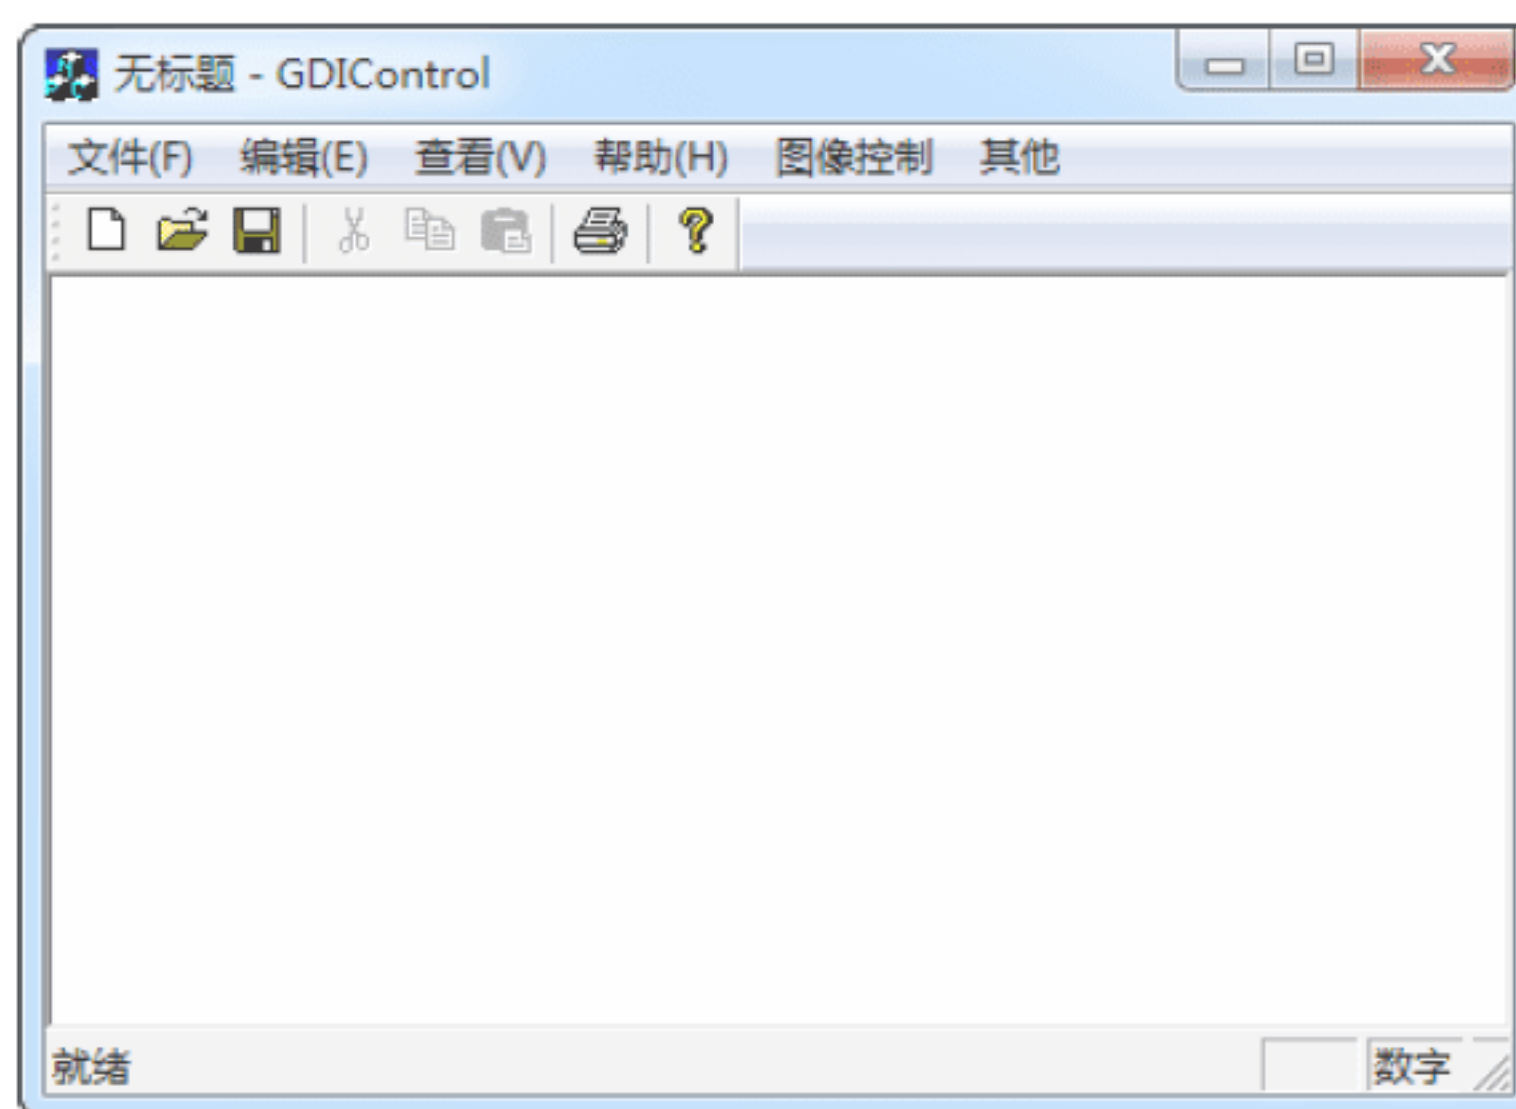 无标题 - GDIControl
文件(F) 编辑(E) 查看(V) 帮助(H) 图像控制 其他
就绪 数字